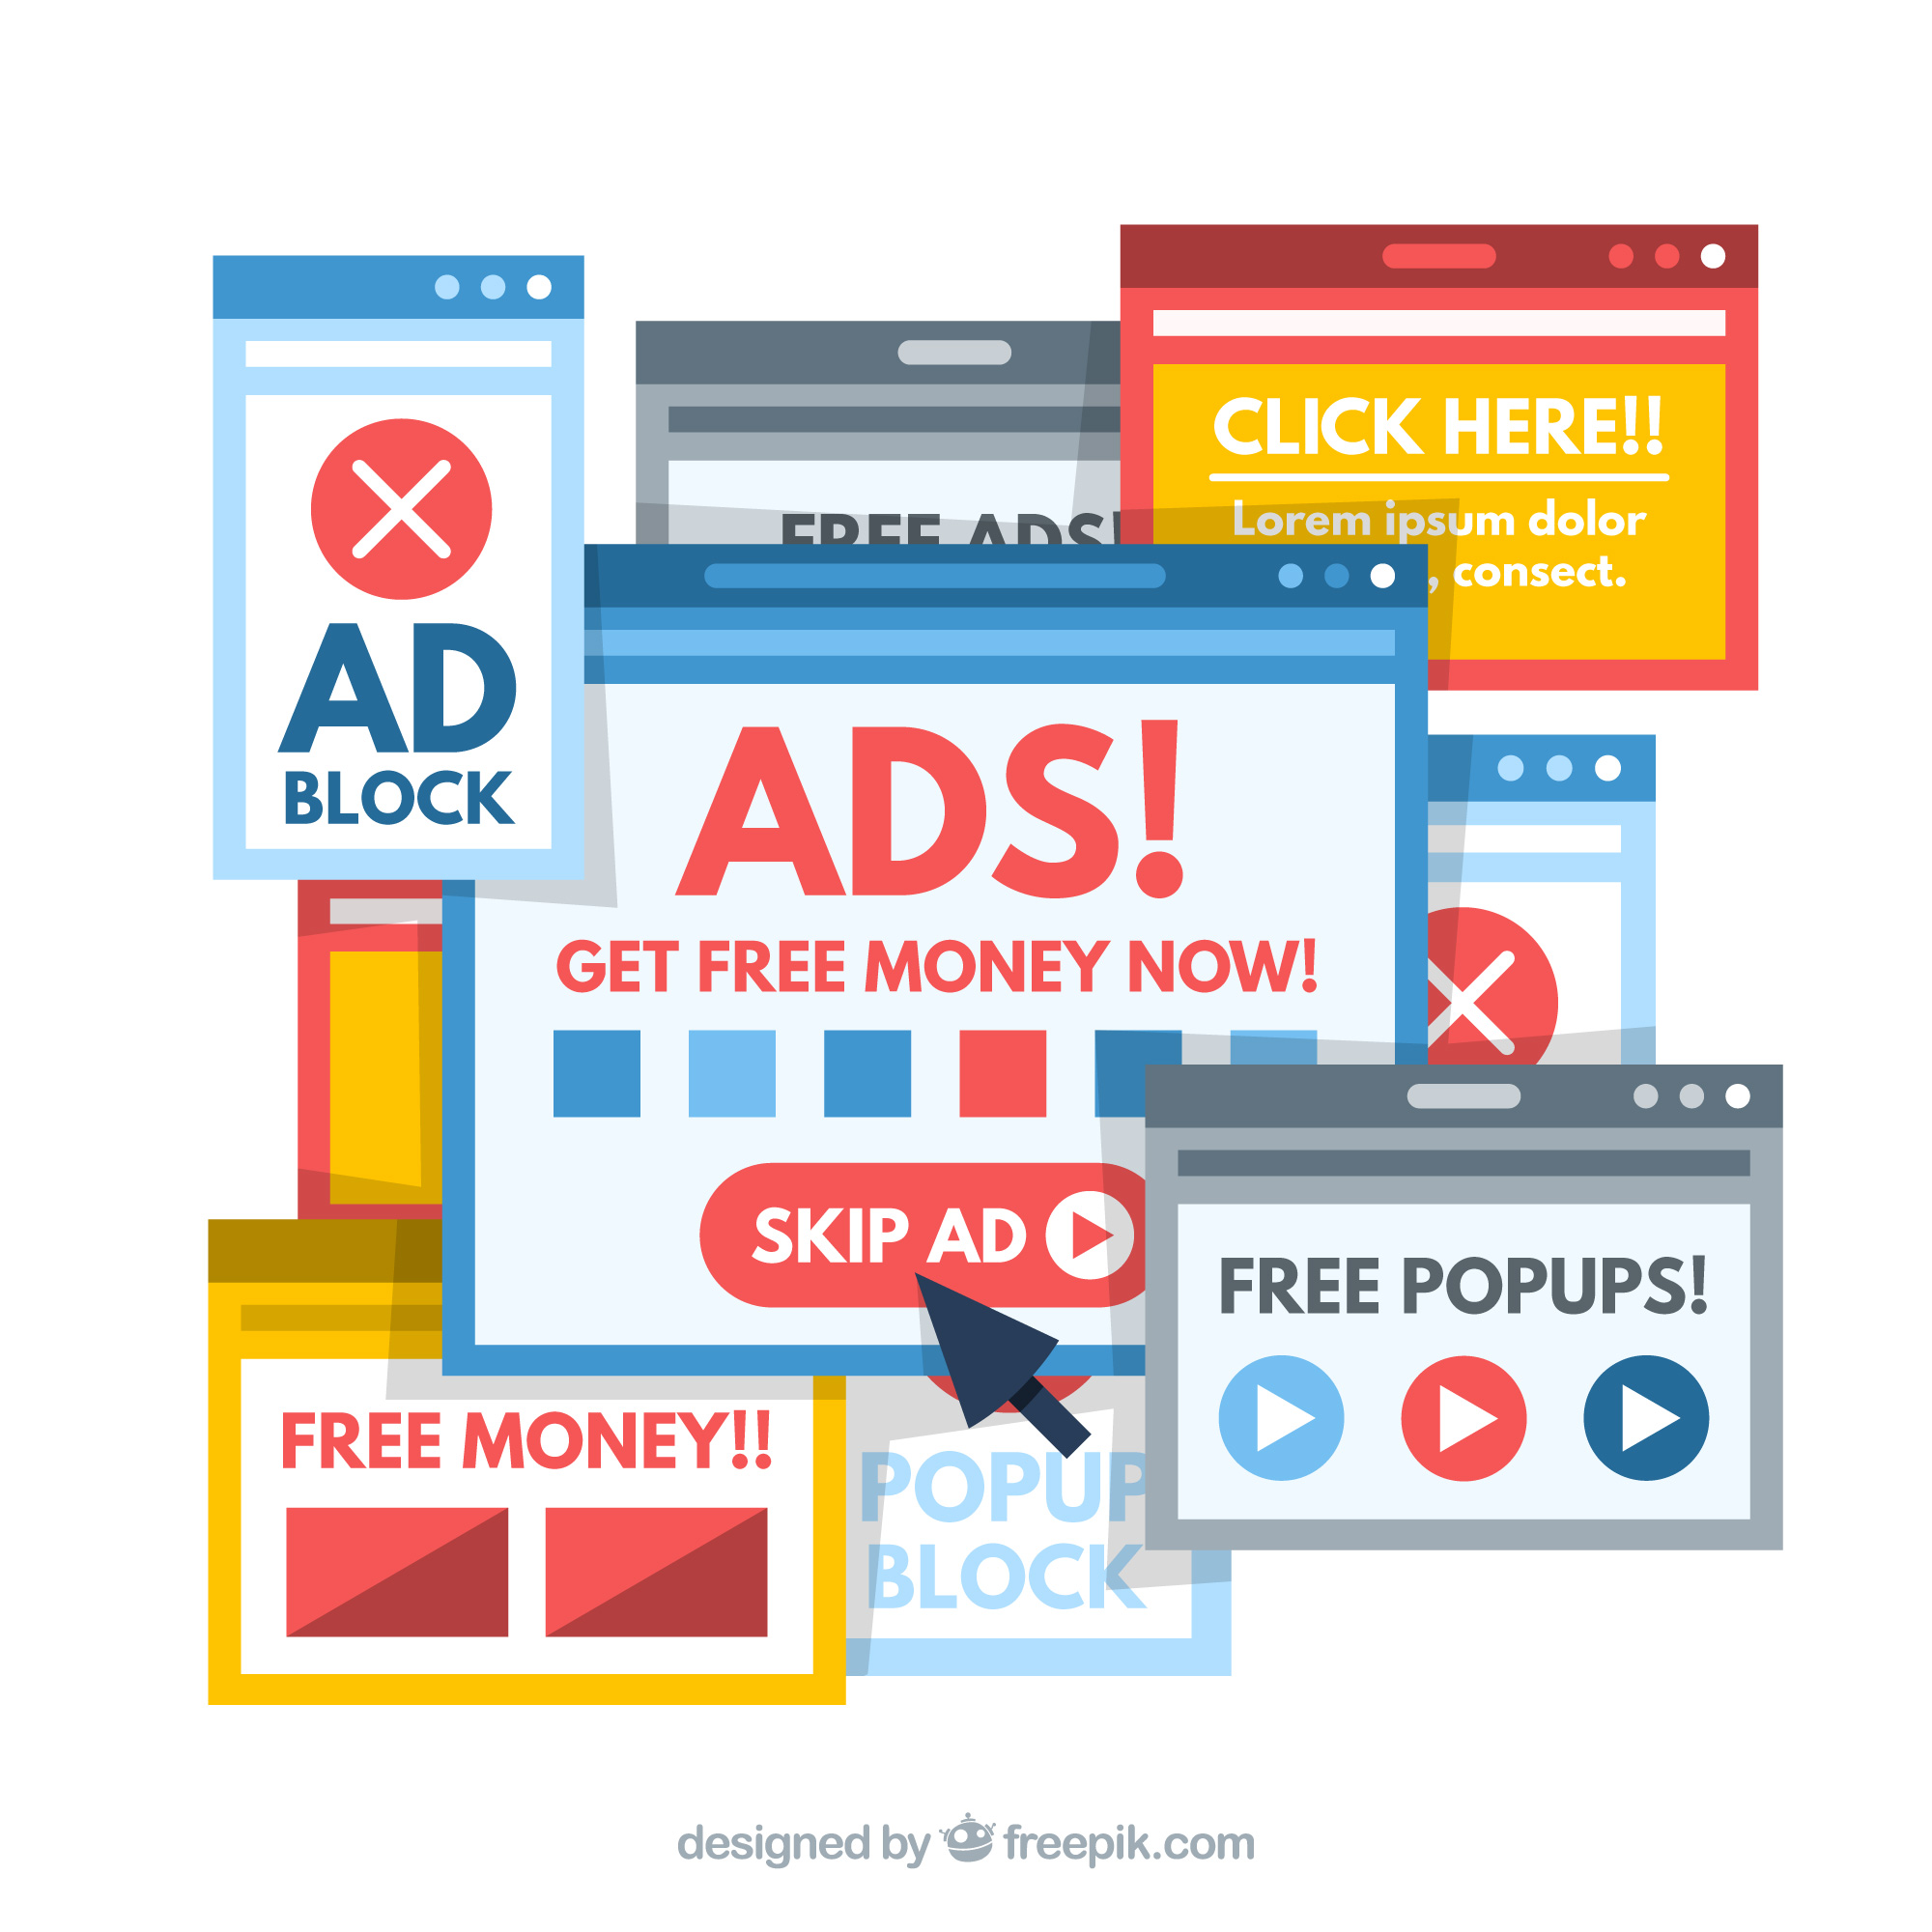 AD
BLOCK
FREE ADS!
CLICK HERE!!
Lorem ipsum dolor
, consect.
ADS!
GET FREE MONEY NOW!
SKIP AD
FREE POPUPS!
FREE MONEY!!
POPUP
BLOCK
designed by freepik.com